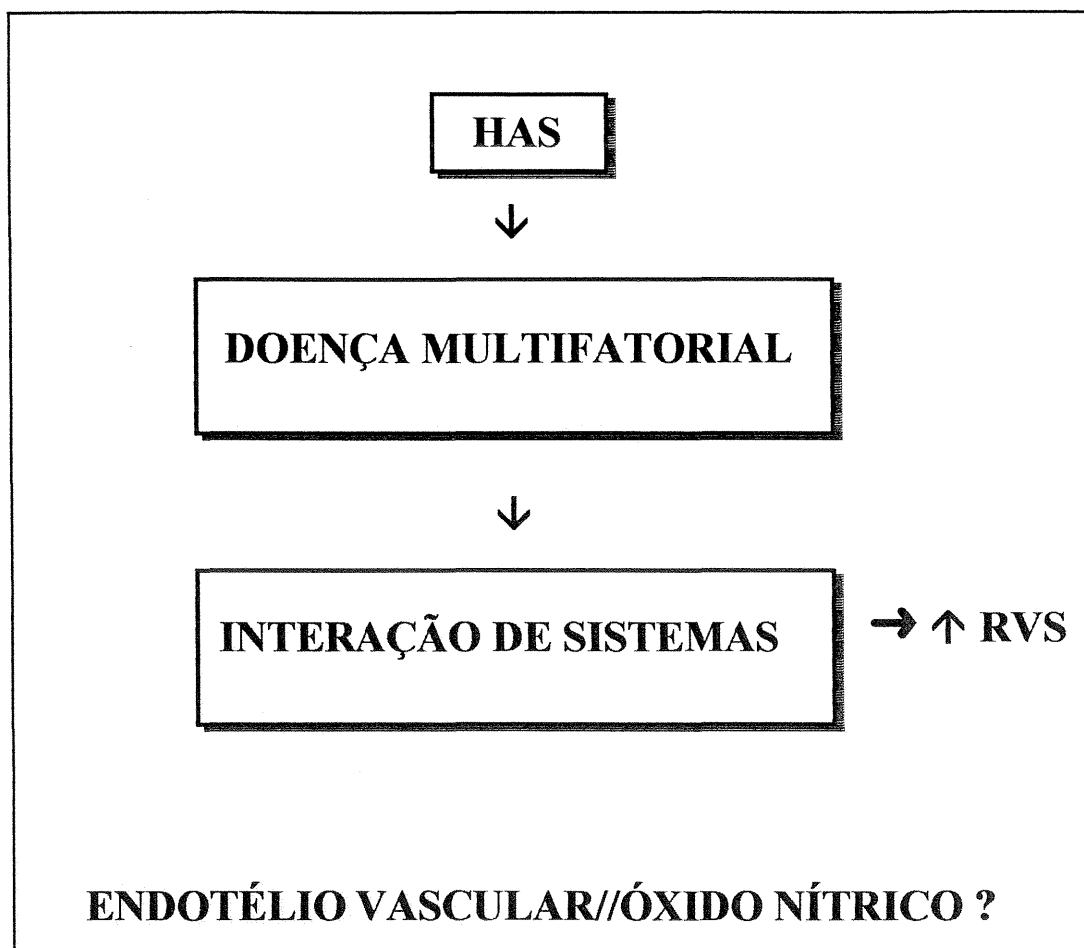 HAS
↓
DOENÇA MULTIFATORIAL
↓
INTERAÇÃO DE SISTEMAS → ↑ RVS
ENDOTÉLIO VASCULAR//ÓXIDO NÍTRICO ?